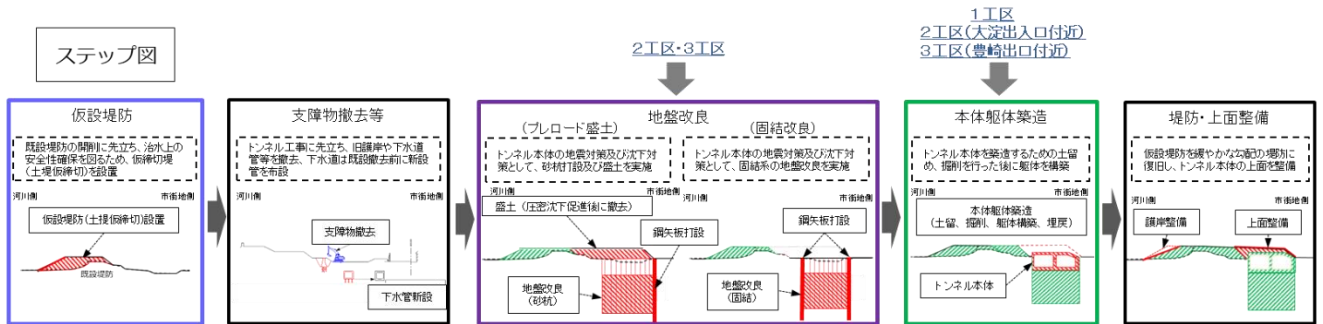 ステップ図
2工区・3工区
1工区
2工区(大淀出入口付近)
3工区(豊崎出口付近)
仮設堤防
既設堤防の開削に先立ち、治水上の
安全性確保を図るため、仮締切堤
(土堤仮締切)を設置
河川側
市街地側
仮設堤防(土提仮締切)設置
既設堤防
支障物撤去等
トンネル工事に先立ち、旧護岸や下水道
管等を撤去、下水道は既設撤去前に新設
管を布設
河川側
市街地側
支障物撤去
下水管新設
地盤改良
(プレロード盛土)
トンネル本体の地震対策及び沈下対
策として、砂杭打設及び盛土を実施
河川側
市街地側
盛土(圧密沈下促進後に撤去)
鋼矢板打設
地盤改良
(砂杭)
(固結改良)
トンネル本体の地震対策及び沈下対
策として、固結系の地盤改良を実施
河川側
市街地側
鋼矢板打設
地盤改良
(固結)
本体躯体築造
トンネル本体を築造するための土留
め、掘削を行った後に躯体を構築
河川側
市街地側
本体躯体築造
(土留、掘削、躯体構築、埋戻)
トンネル本体
堤防・上面整備
仮設堤防を緩やかな勾配の堤防に
復旧し、トンネル本体の上面を整備
河川側
市街地側
護岸整備
上面整備